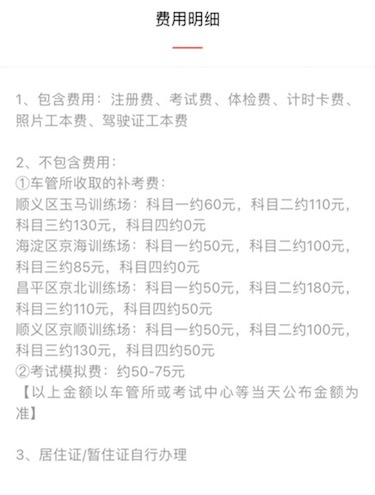 费用明细
1、包含费用：注册费、考试费、体检费、计时卡费、
照片工本费、驾驶证工本费
2、不包含费用：
①车管所收取的补考费：
顺义区玉马训练场：科目一约60元，科目二约110元，
科目三约130元，科目四约0元
海淀区京海训练场：科目一约50元，科目二约100元，
科目三约85元，科目四约0元
昌平区京北训练场：科目一约50元，科目二约180元，
科目三约110元，科目四约50元
顺义区京顺训练场：科目一约50元，科目二约100元，
科目三约130元，科目四约50元
②考试模拟费：约50-75元
【以上金额以车管所或考试中心等当天公布金额为
准】
3、居住证/暂住证自行办理